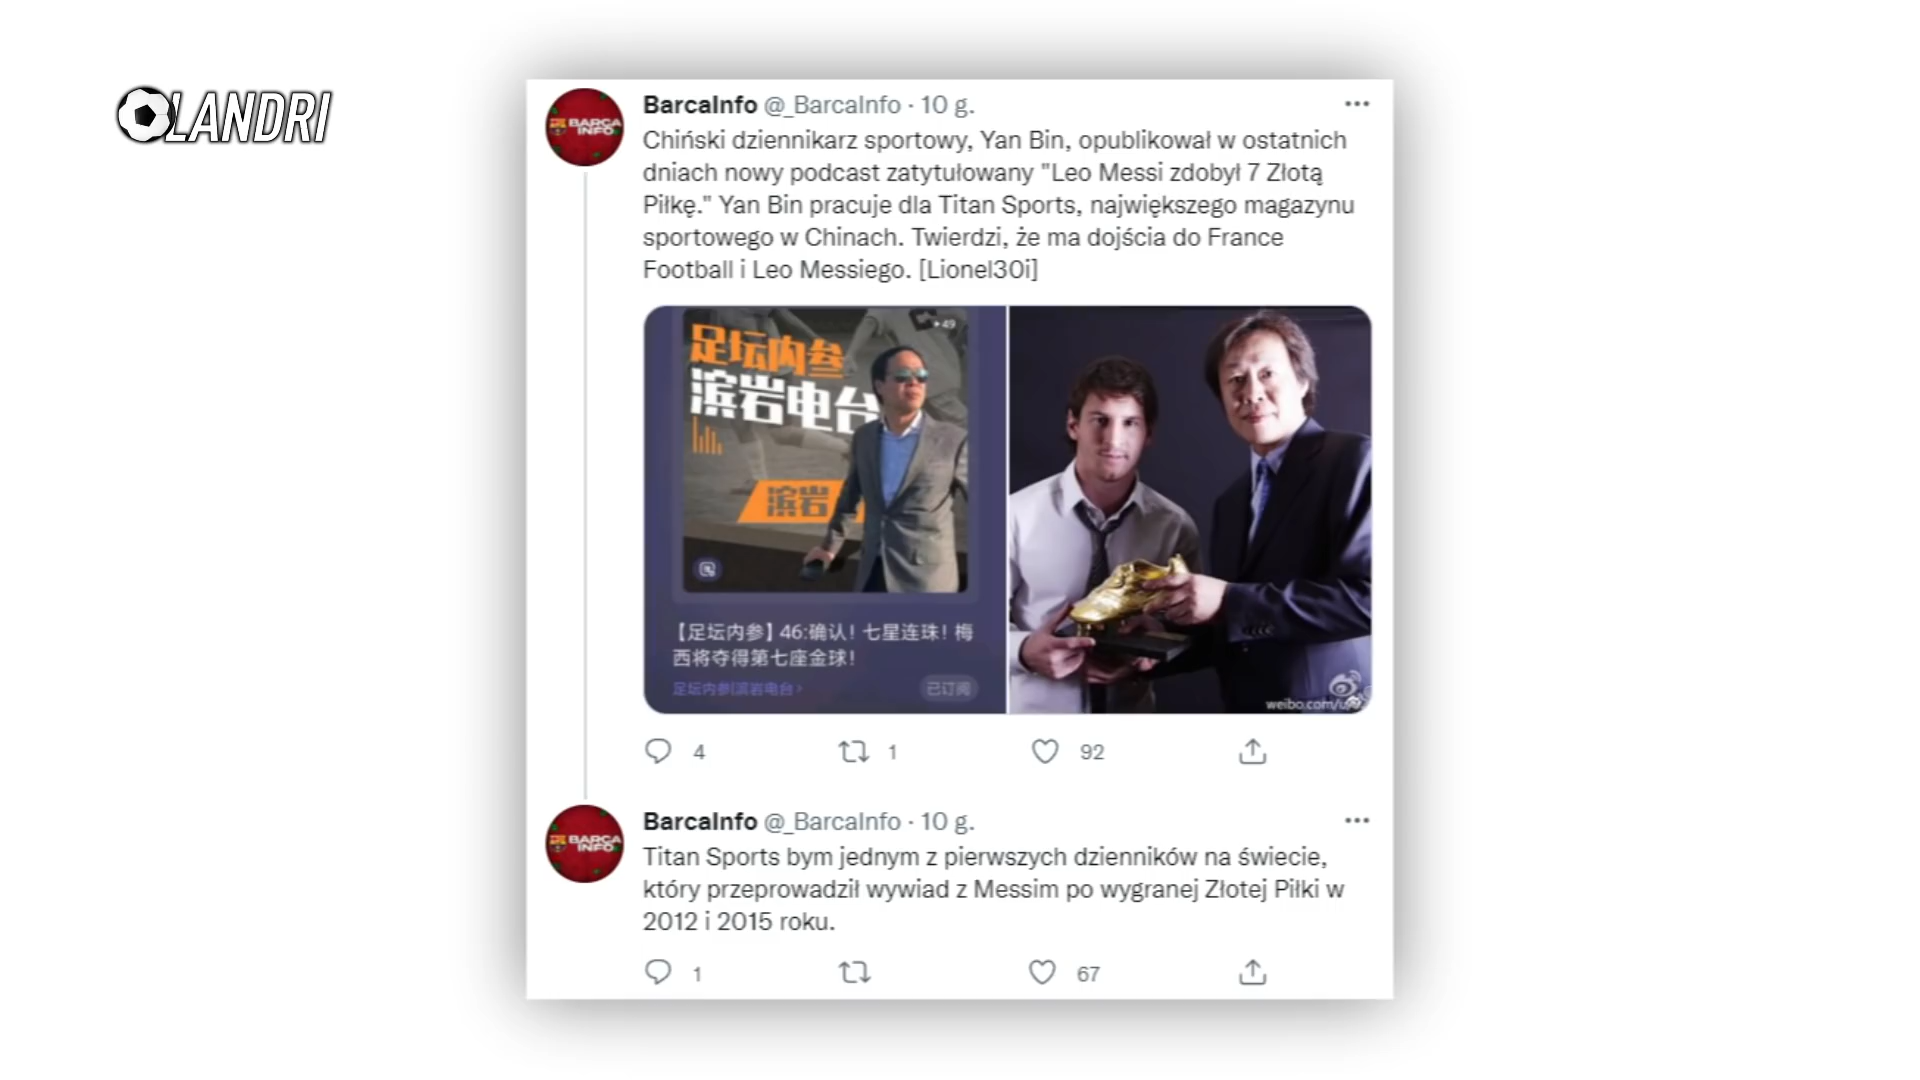 LANDRI
BarcaInfo @_BarcaInfo · 10 g.
Chiński dziennikarz sportowy, Yan Bin, opublikował w ostatnich
dniach nowy podcast zatytułowany "Leo Messi zdobył 7 Złotą
Piłkę." Yan Bin pracuje dla Titan Sports, największego magazynu
sportowego w Chinach. Twierdzi, że ma dojścia do France
Football i Leo Messiego. [Lionel30i]
49
足坛内参
滨岩电台
滨岩
【足坛内参】46:确认！七星连珠！梅
西将夺得第七座金球！
足坛内参|滨岩电台>
已订阅
weibo.com/u
4
1
92
BARÇA
INFO
BarcaInfo @_BarcaInfo · 10 g.
Titan Sports bym jednym z pierwszych dzienników na świecie,
który przeprowadził wywiad z Messim po wygranej Złotej Piłki w
2012 i 2015 roku.
1
67
BARÇA
INFO